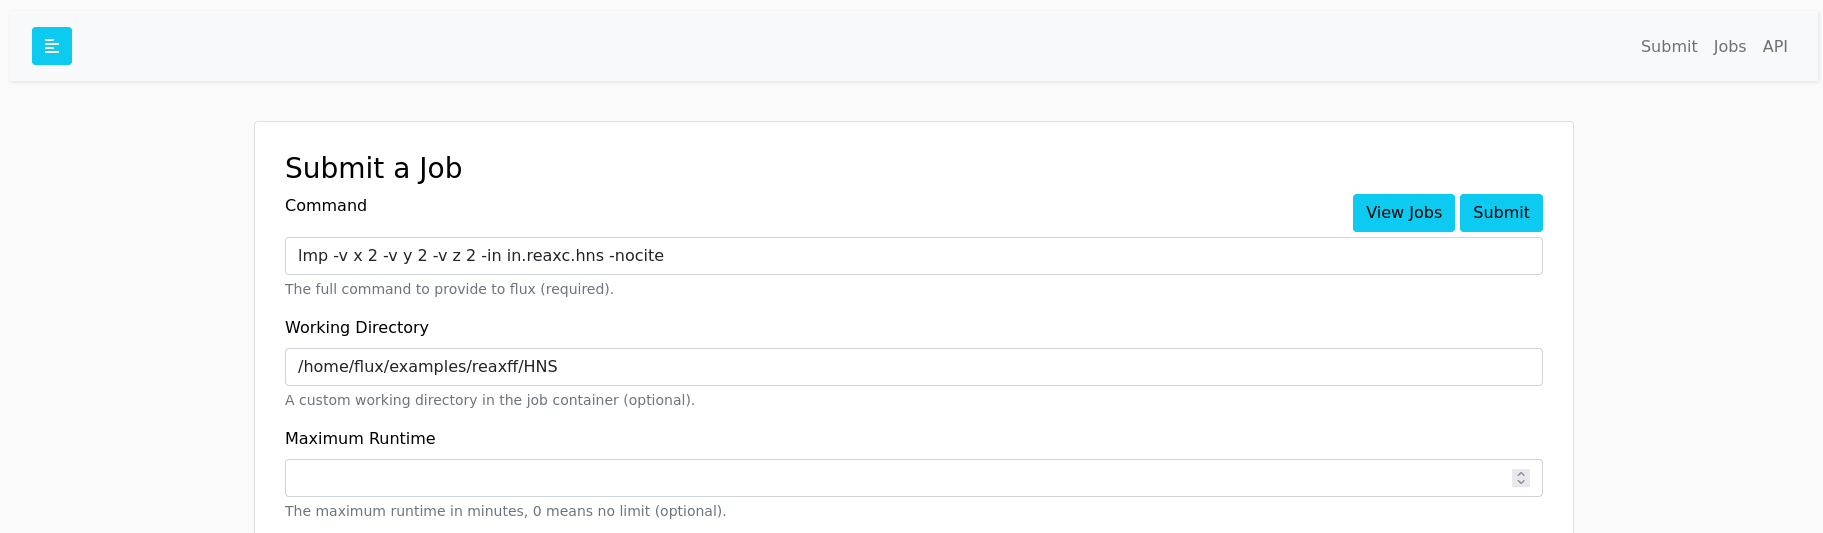 Submit Jobs API
Submit a Job
Command
View Jobs Submit
lmp -v x 2 -v y 2 -v z 2 -in in.reaxc.hns -nocite
The full command to provide to flux (required).
Working Directory
/home/flux/examples/reaxff/HNS
A custom working directory in the job container (optional).
Maximum Runtime
The maximum runtime in minutes, 0 means no limit (optional).